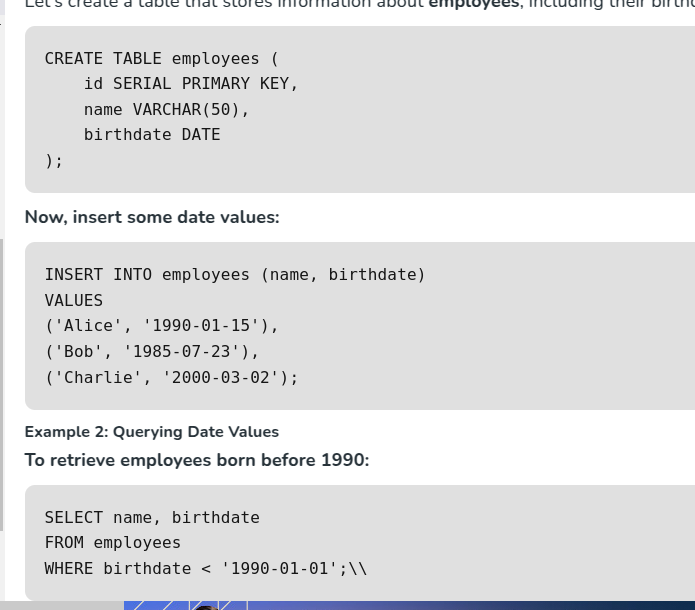 Let's create a table that stores information about employees, including their birthd
CREATE TABLE employees (
    id SERIAL PRIMARY KEY,
    name VARCHAR(50),
    birthdate DATE
);
Now, insert some date values:
INSERT INTO employees (name, birthdate)
VALUES
('Alice', '1990-01-15'),
('Bob', '1985-07-23'),
('Charlie', '2000-03-02');
Example 2: Querying Date Values
To retrieve employees born before 1990:
SELECT name, birthdate
FROM employees
WHERE birthdate < '1990-01-01';\\